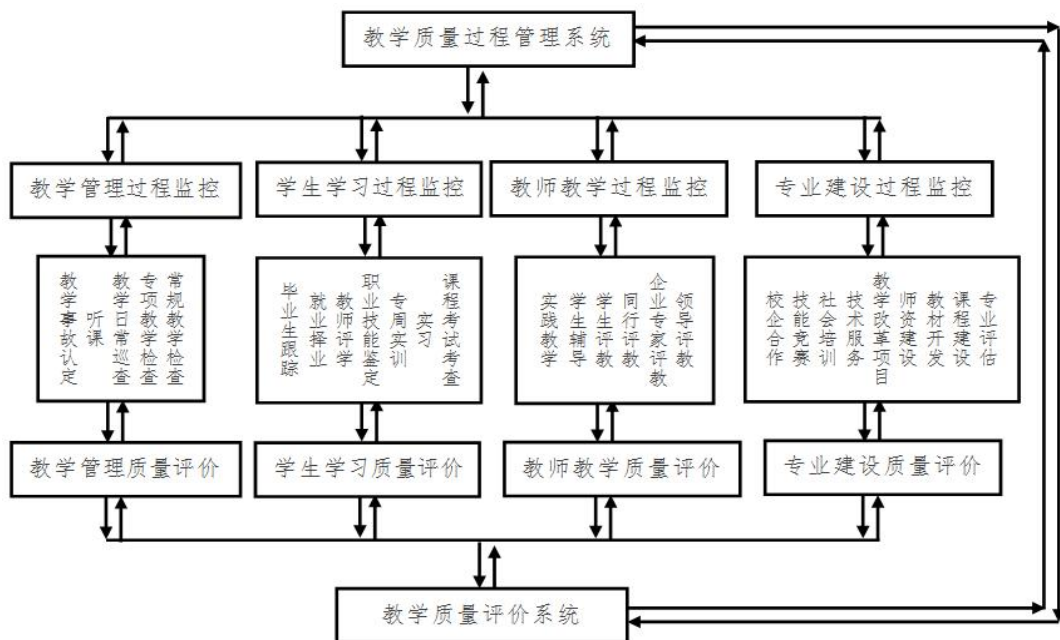 教学质量过程管理系统
教学管理过程监控
学生学习过程监控
教师教学过程监控
专业建设过程监控
教学事故认定
听课
教学日常巡查
专项教学检查
常规教学检查
毕业生跟踪
就业择业
教师评学
职业技能鉴定
专周实训
实习
课程考试考查
实践教学
学生辅导
学生评教
同行评教
企业专家评教
领导评教
校企合作
技能竞赛
社会培训
技术服务
教学改革项目
师资建设
教材开发
课程建设
专业评估
教学管理质量评价
学生学习质量评价
教师教学质量评价
专业建设质量评价
教学质量评价系统